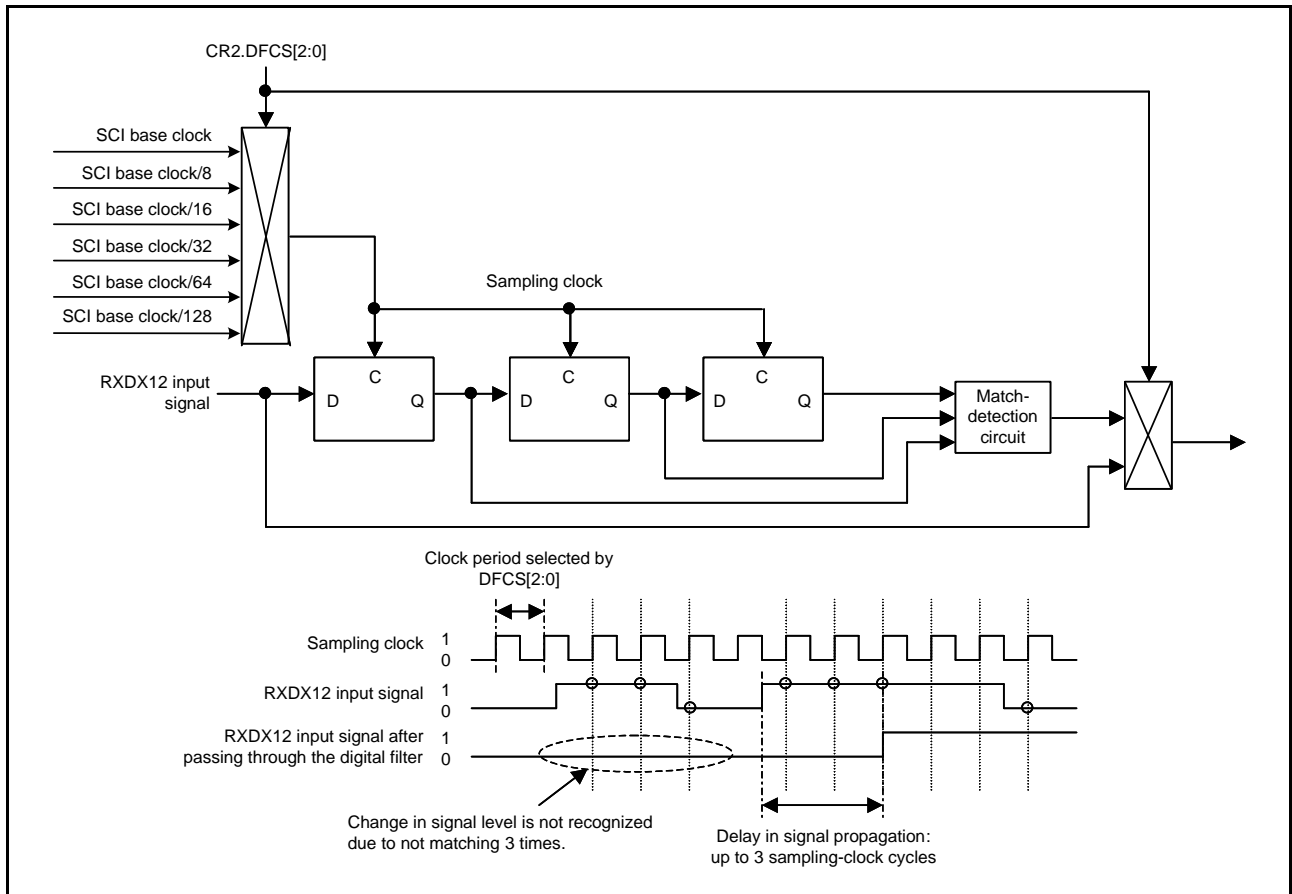 CR2.DFCS[2:0]
SCI base clock
SCI base clock/8
SCI base clock/16
SCI base clock/32
SCI base clock/64
SCI base clock/128
Sampling clock
RXDX12 input
signal
C
D
Q
C
D
Q
C
D
Q
Match-
detection
circuit
Clock period selected by
DFCS[2:0]
Sampling clock
1
0
RXDX12 input signal
1
0
RXDX12 input signal after
passing through the digital filter
1
0
Change in signal level is not recognized
due to not matching 3 times.
Delay in signal propagation:
up to 3 sampling-clock cycles